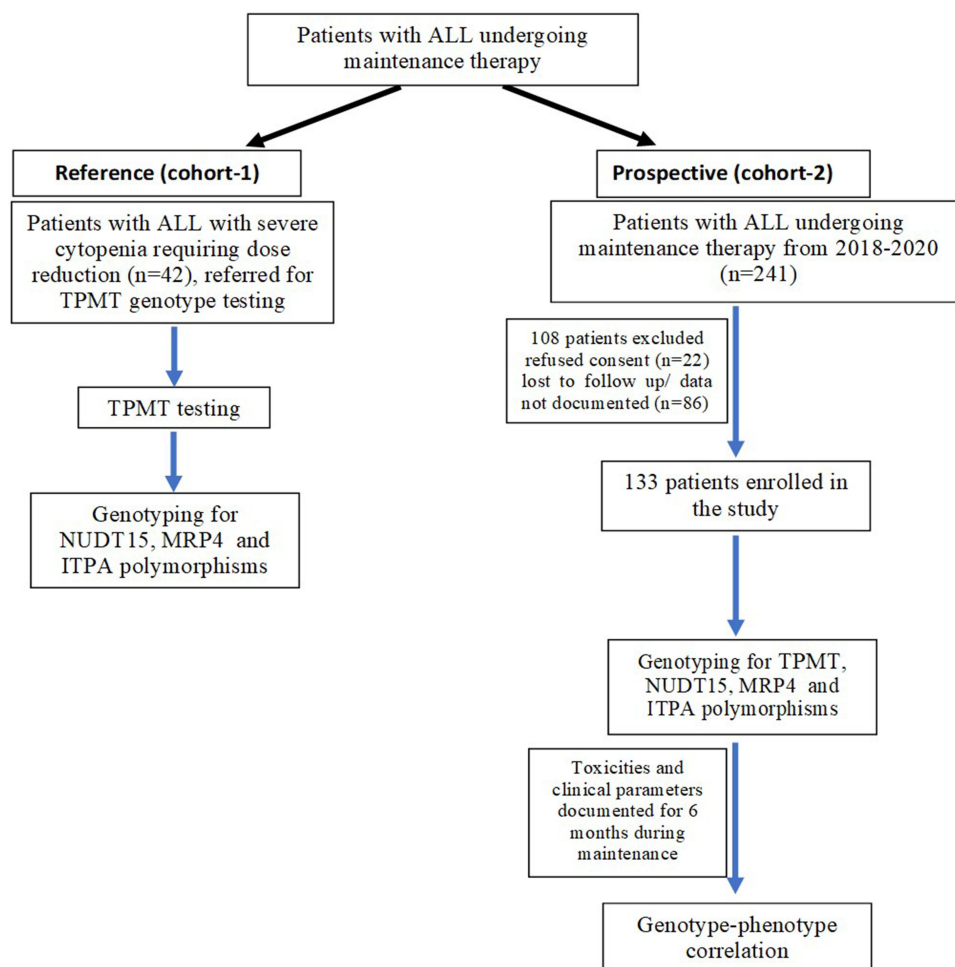 Patients with ALL undergoing
maintenance therapy
Reference (cohort-1)
Patients with ALL with severe
cytopenia requiring dose
reduction (n=42), referred for
TPMT genotype testing
TPMT testing
Genotyping for
NUDT15, MRP4 and
ITPA polymorphisms
Prospective (cohort-2)
Patients with ALL undergoing
maintenance therapy from 2018-2020
(n=241)
108 patients excluded
refused consent (n=22)
lost to follow up/ data
not documented (n=86)
133 patients enrolled in
the study
Genotyping for TPMT,
NUDT15, MRP4 and
ITPA polymorphisms
Toxicities and
clinical parameters
documented for 6
months during
maintenance
Genotype-phenotype
correlation